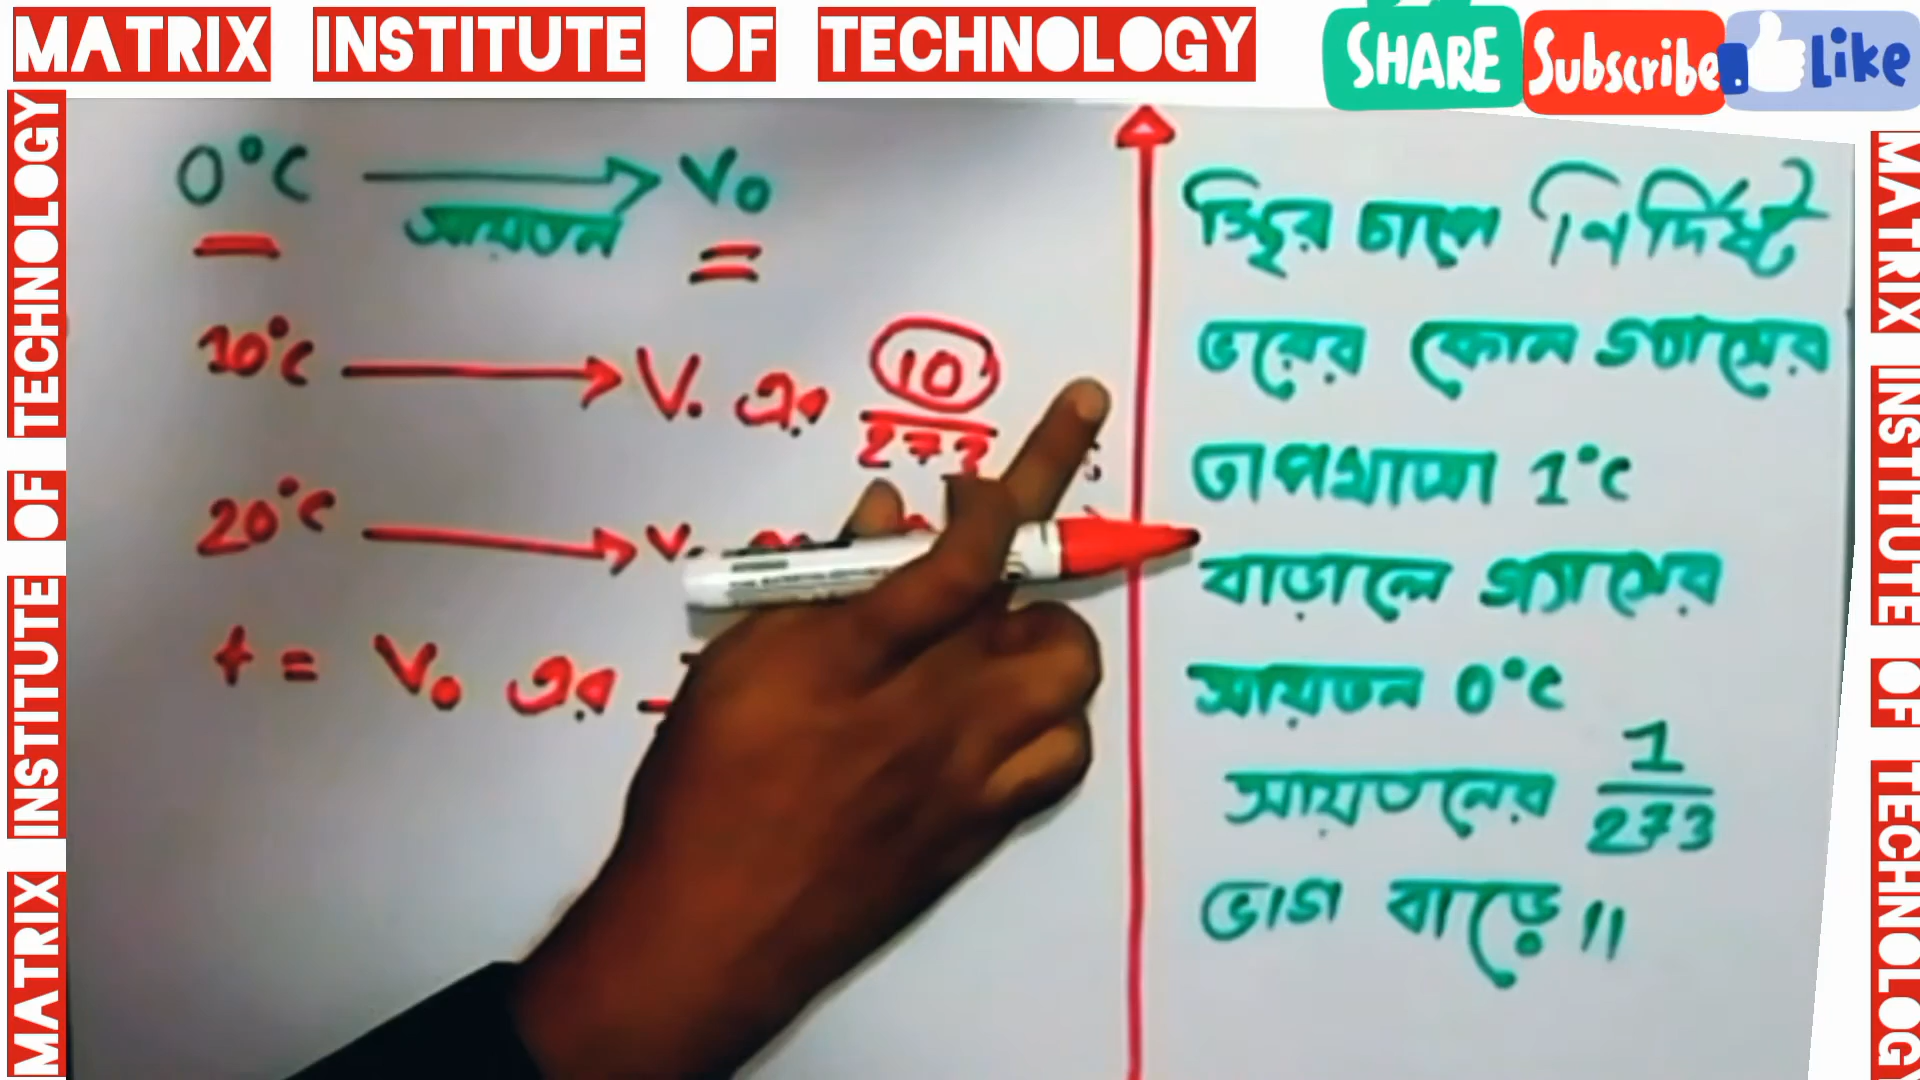 MATRIX INSTITUTE OF TECHNOLOGY
SHARE Subscribe Like
MATRIX INSTITUTE OF TECHNOLOGY
0°C আয়তন V₀
10°C V₀ এর 10/273
20°C V₀
t = V₀ এর
স্থির চাপে নির্দিষ্ট
ভরের কোন গ্যাসের
তাপমাত্রা 1°C
বাড়ালে গ্যাসের
আয়তন 0°C
আয়তনের 1/273
ভাগ বাড়ে।।
MATRIX INSTITUTE OF TECHNOLOG